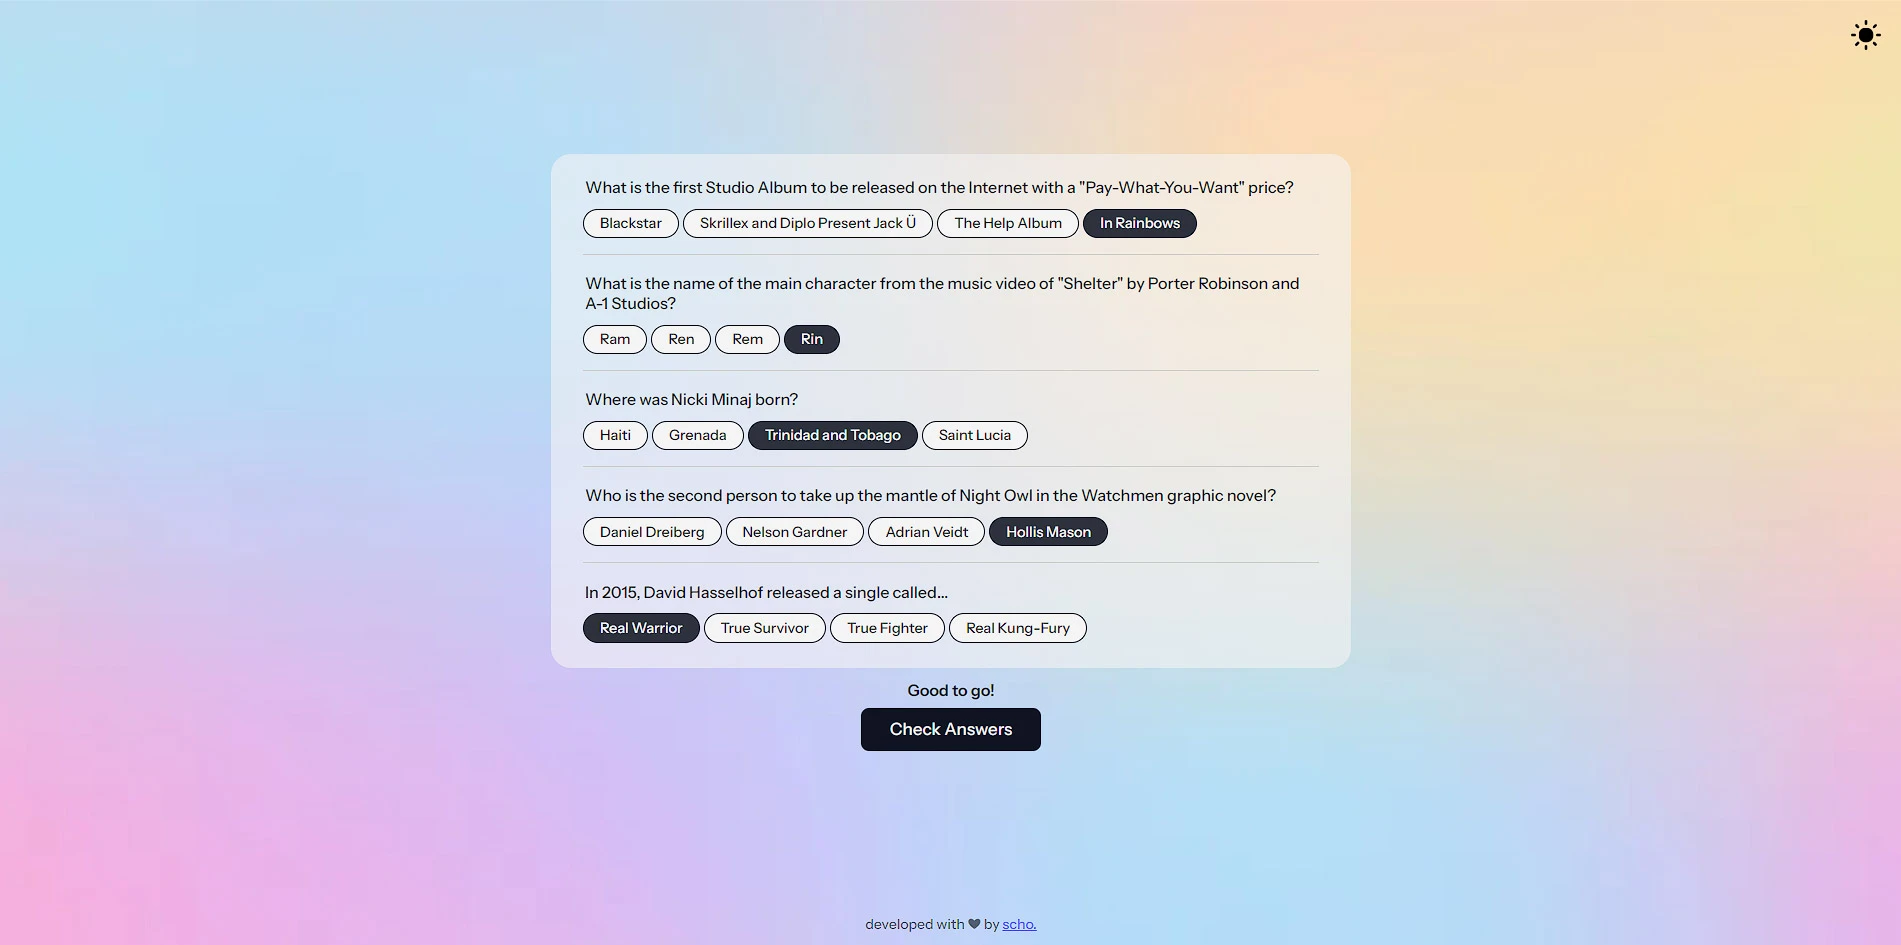 What is the first Studio Album to be released on the Internet with a "Pay-What-You-Want" price?
Blackstar Skrillex and Diplo Present Jack Ü The Help Album In Rainbows
What is the name of the main character from the music video of "Shelter" by Porter Robinson and
A-1 Studios?
Ram Ren Rem Rin
Where was Nicki Minaj born?
Haiti Grenada Trinidad and Tobago Saint Lucia
Who is the second person to take up the mantle of Night Owl in the Watchmen graphic novel?
Daniel Dreiberg Nelson Gardner Adrian Veidt Hollis Mason
In 2015, David Hasselhof released a single called...
Real Warrior True Survivor True Fighter Real Kung-Fury
Good to go!
Check Answers
developed with 🖤 by scho.